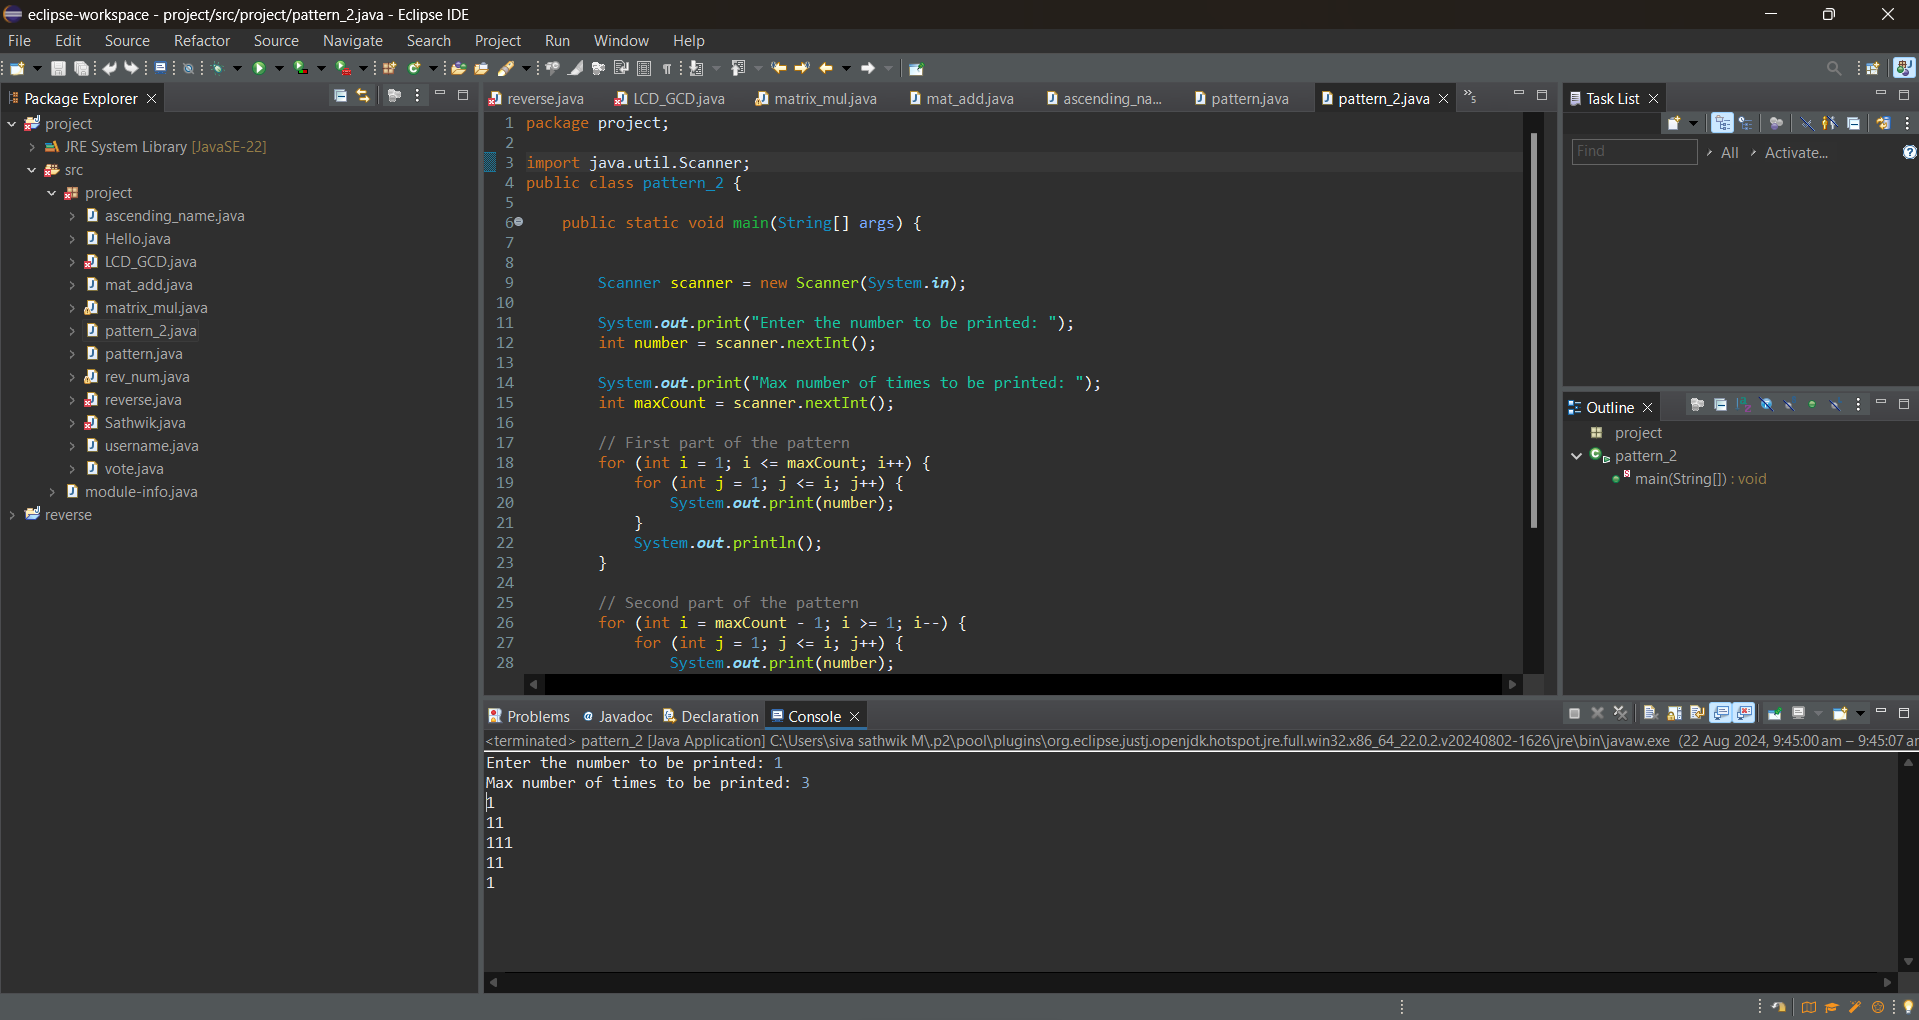 eclipse-workspace - project/src/project/pattern_2.java - Eclipse IDE
File Edit Source Refactor Source Navigate Search Project Run Window Help
Package Explorer
project
JRE System Library [JavaSE-22]
src
project
ascending_name.java
Hello.java
LCD_GCD.java
mat_add.java
matrix_mul.java
pattern_2.java
pattern.java
rev_num.java
reverse.java
Sathwik.java
username.java
vote.java
module-info.java
reverse
reverse.java LCD_GCD.java matrix_mul.java mat_add.java ascending_na... pattern.java pattern_2.java »5
1 package project;
2
3 import java.util.Scanner;
4 public class pattern_2 {
5
6 public static void main(String[] args) {
7
8
9 Scanner scanner = new Scanner(System.in);
10
11 System.out.print("Enter the number to be printed: ");
12 int number = scanner.nextInt();
13
14 System.out.print("Max number of times to be printed: ");
15 int maxCount = scanner.nextInt();
16
17 // First part of the pattern
18 for (int i = 1; i <= maxCount; i++) {
19 for (int j = 1; j <= i; j++) {
20 System.out.print(number);
21 }
22 System.out.println();
23 }
24
25 // Second part of the pattern
26 for (int i = maxCount - 1; i >= 1; i--) {
27 for (int j = 1; j <= i; j++) {
28 System.out.print(number);
Task List
Find All Activate...
Outline
project
pattern_2
main(String[]) : void
Problems Javadoc Declaration Console
<terminated> pattern_2 [Java Application] C:\Users\siva sathwik M\.p2\pool\plugins\org.eclipse.justj.openjdk.hotspot.jre.full.win32.x86_64_22.0.2.v20240802-1626\jre\bin\javaw.exe (22 Aug 2024, 9:45:00 am – 9:45:07 am
Enter the number to be printed: 1
Max number of times to be printed: 3
1
11
111
11
1